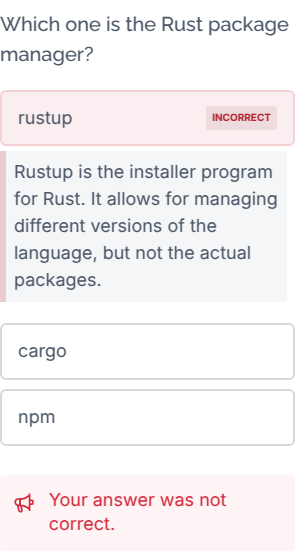 Which one is the Rust package
manager?
rustup INCORRECT
Rustup is the installer program
for Rust. It allows for managing
different versions of the
language, but not the actual
packages.
cargo
npm
Your answer was not
correct.